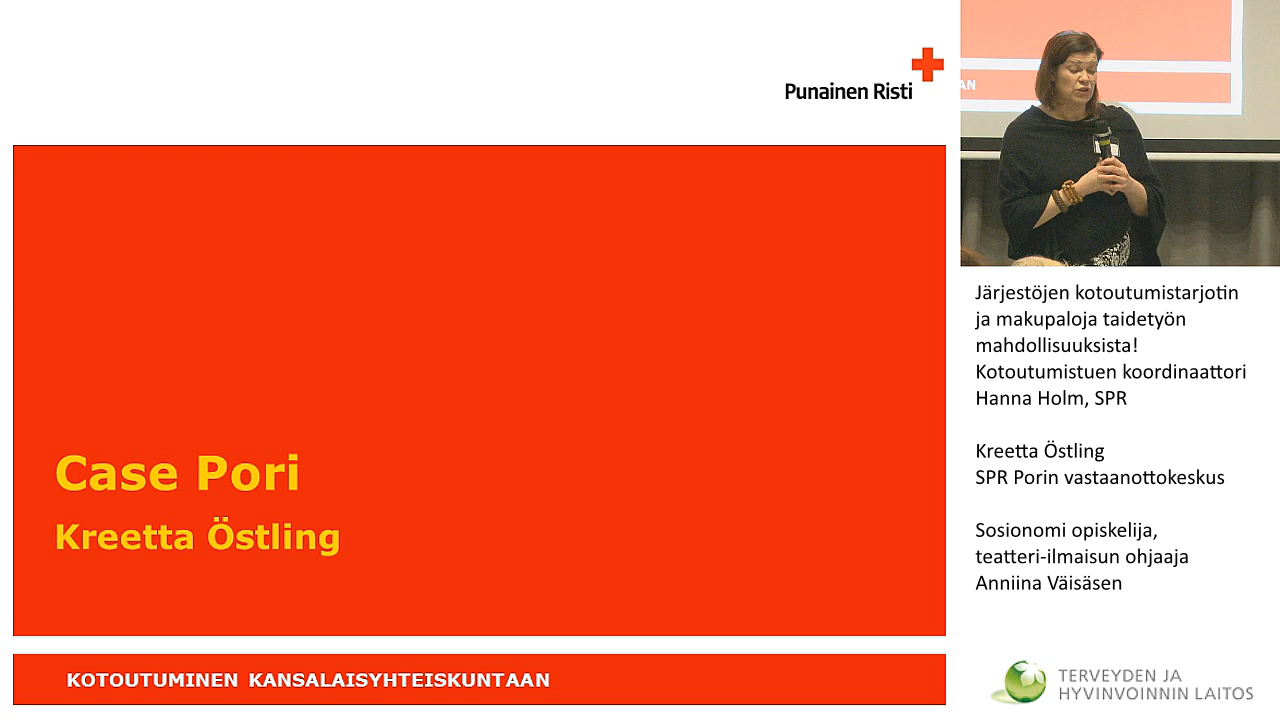 Punainen Risti
Case Pori
Kreetta Östling
KOTOUTUMINEN KANSALAISYHTEISKUNTAAN
AN
Järjestöjen kotoutumistarjotin
ja makupaloja taidetyön
mahdollisuuksista!
Kotoutumistuen koordinaattori
Hanna Holm, SPR
Kreetta Östling
SPR Porin vastaanottokeskus
Sosionomi opiskelija,
teatteri-ilmaisun ohjaaja
Anniina Väisäsen
TERVEYDEN JA
HYVINVOINNIN LAITOS